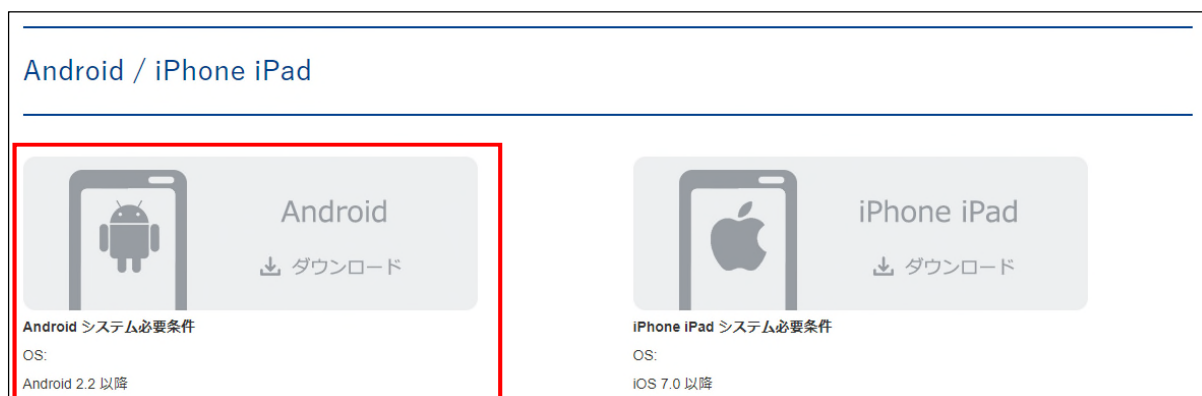 Android / iPhone iPad
Android
ダウンロード
Android システム必要条件
OS:
Android 2.2 以降
iPhone iPad
ダウンロード
iPhone iPad システム必要条件
OS:
iOS 7.0 以降